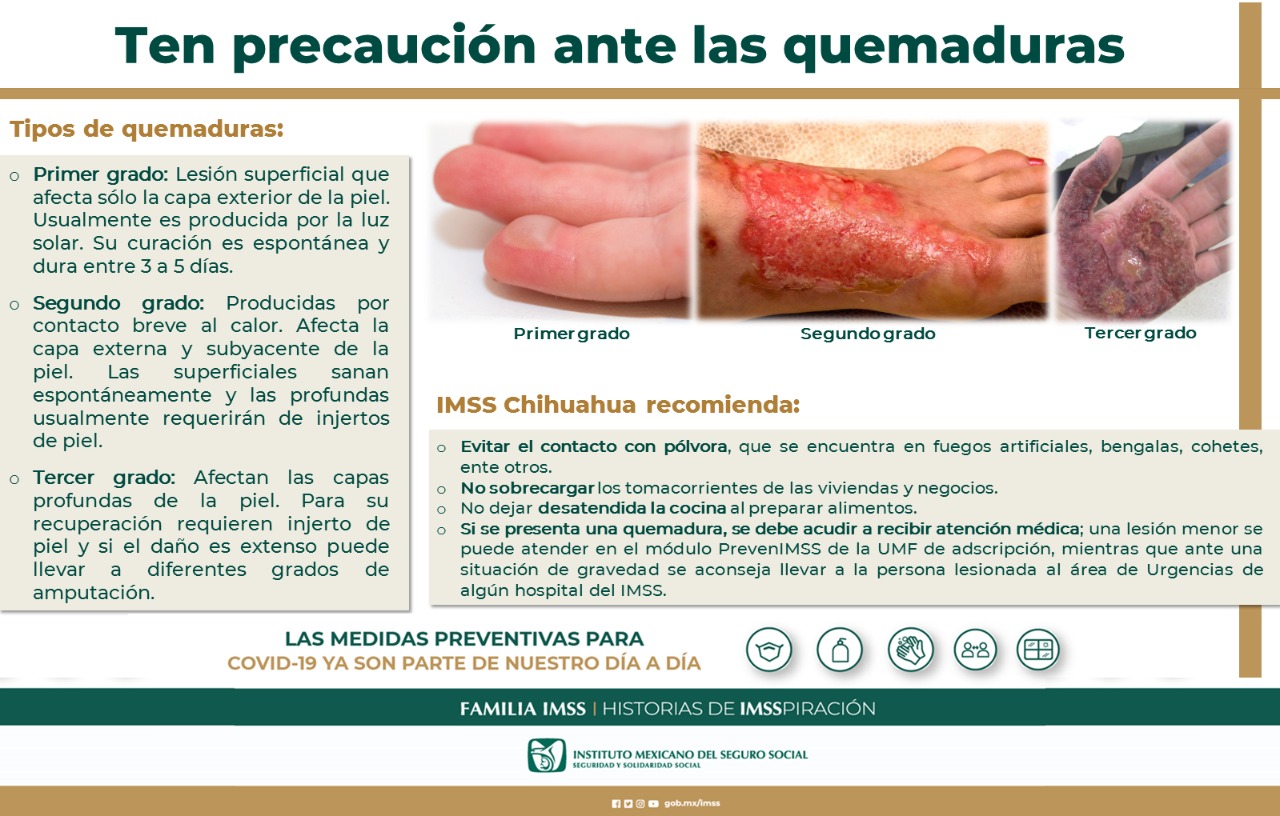 Ten precaución ante las quemaduras
Tipos de quemaduras:
o Primer grado: Lesión superficial que
afecta sólo la capa exterior de la piel.
Usualmente es producida por la luz
solar. Su curación es espontánea y
dura entre 3 a 5 días.
o Segundo grado: Producidas por
contacto breve al calor. Afecta la
capa externa y subyacente de la
piel. Las superficiales sanan
espontáneamente y las profundas
usualmente requerirán de injertos
de piel.
o Tercer grado: Afectan las capas
profundas de la piel. Para su
recuperación requieren injerto de
piel y si el daño es extenso puede
llevar a diferentes grados de
amputación.
Primer grado
Segundo grado
Tercer grado
IMSS Chihuahua recomienda:
o Evitar el contacto con pólvora, que se encuentra en fuegos artificiales, bengalas, cohetes,
ente otros.
o No sobrecargar los tomacorrientes de las viviendas y negocios.
o No dejar desatendida la cocina al preparar alimentos.
o Si se presenta una quemadura, se debe acudir a recibir atención médica; una lesión menor se
puede atender en el módulo PrevenIMSS de la UMF de adscripción, mientras que ante una
situación de gravedad se aconseja llevar a la persona lesionada al área de Urgencias de
algún hospital del IMSS.
LAS MEDIDAS PREVENTIVAS PARA
COVID-19 YA SON PARTE DE NUESTRO DÍA A DÍA
FAMILIA IMSS | HISTORIAS DE IMSSPIRACIÓN
INSTITUTO MEXICANO DEL SEGURO SOCIAL
SEGURIDAD Y SOLIDARIDAD SOCIAL
gob.mx/imss